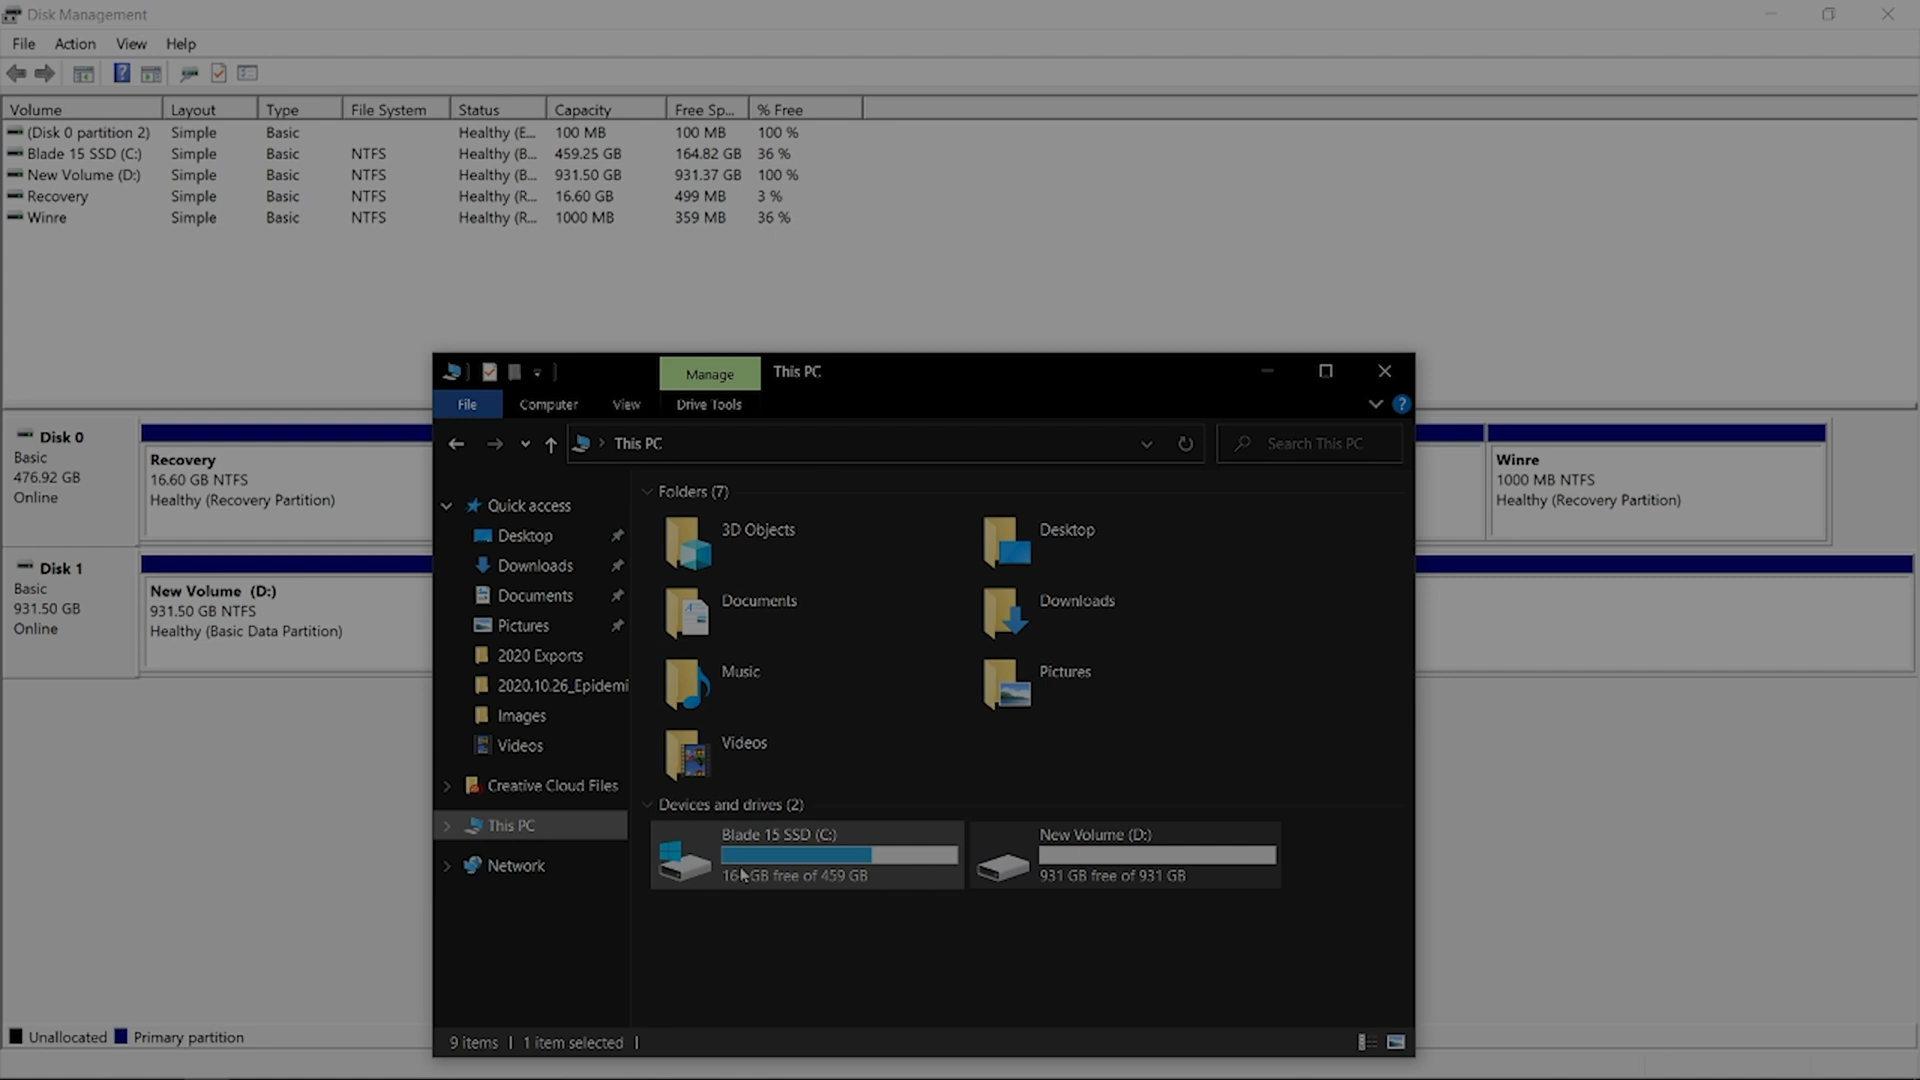 Disk Management
File Action View Help
Volume Layout Type File System Status Capacity Free Sp... % Free
(Disk 0 partition 2) Simple Basic Healthy (E... 100 MB 100 MB 100 %
Blade 15 SSD (C:) Simple Basic NTFS Healthy (B... 459.25 GB 164.82 GB 36 %
New Volume (D:) Simple Basic NTFS Healthy (B... 931.50 GB 931.37 GB 100 %
Recovery Simple Basic NTFS Healthy (R... 16.60 GB 499 MB 3 %
Winre Simple Basic NTFS Healthy (R... 1000 MB 359 MB 36 %
Disk 0
Basic
476.92 GB
Online
Recovery
16.60 GB NTFS
Healthy (Recovery Partition)
Winre
1000 MB NTFS
Healthy (Recovery Partition)
Disk 1
Basic
931.50 GB
Online
New Volume (D:)
931.50 GB NTFS
Healthy (Basic Data Partition)
Unallocated Primary partition
Manage This PC
File Computer View Drive Tools
This PC
Search This PC
Quick access
Desktop
Downloads
Documents
Pictures
2020 Exports
2020.10.26_Epidemi
Images
Videos
Creative Cloud Files
This PC
Network
Folders (7)
3D Objects
Desktop
Documents
Downloads
Music
Pictures
Videos
Devices and drives (2)
Blade 15 SSD (C:)
GB free of 459 GB
New Volume (D:)
931 GB free of 931 GB
9 items 1 item selected